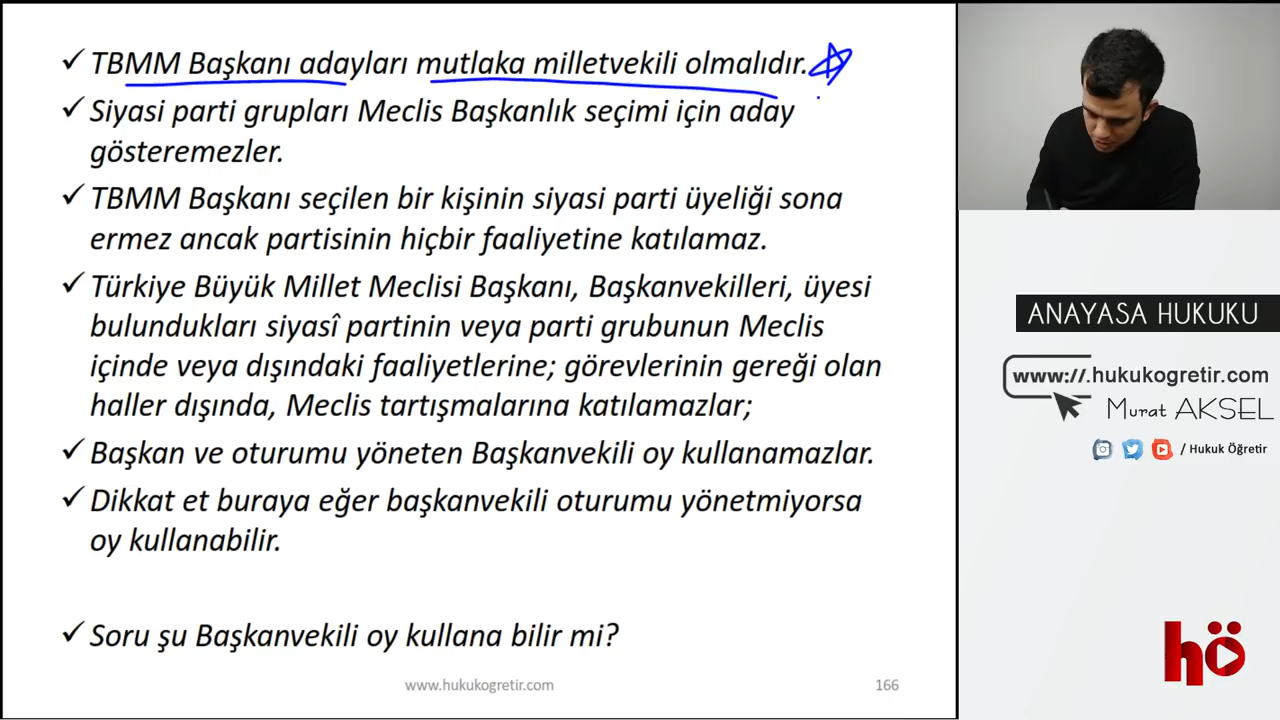 ✓ TBMM Başkanı adayları mutlaka milletvekili olmalıdır.
✓ Siyasi parti grupları Meclis Başkanlık seçimi için aday
gösteremezler.
✓ TBMM Başkanı seçilen bir kişinin siyasi parti üyeliği sona
ermez ancak partisinin hiçbir faaliyetine katılamaz.
✓ Türkiye Büyük Millet Meclisi Başkanı, Başkanvekilleri, üyesi
bulundukları siyasî partinin veya parti grubunun Meclis
içinde veya dışındaki faaliyetlerine; görevlerinin gereği olan
haller dışında, Meclis tartışmalarına katılamazlar;
✓ Başkan ve oturumu yöneten Başkanvekili oy kullanamazlar.
✓ Dikkat et buraya eğer başkanvekili oturumu yönetmiyorsa
oy kullanabilir.
✓ Soru şu Başkanvekili oy kullana bilir mi?
www.hukukogretir.com
166
ANAYASA HUKUKU
www://.hukukogretir.com
Murat AKSEL
/ Hukuk Öğretir
hö